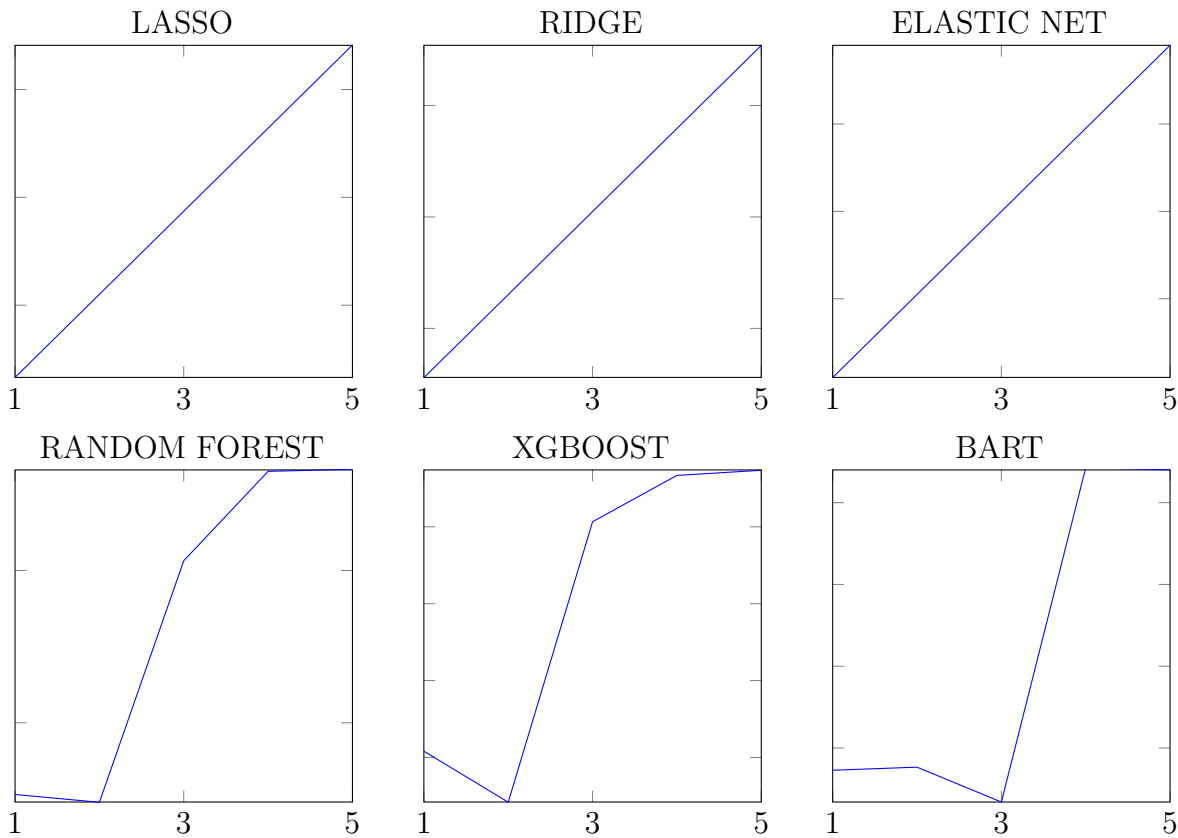 LASSO
RIDGE
ELASTIC NET
1 3 5
1 3 5
1 3 5
RANDOM FOREST
XGBOOST
BART
1 3 5
1 3 5
1 3 5